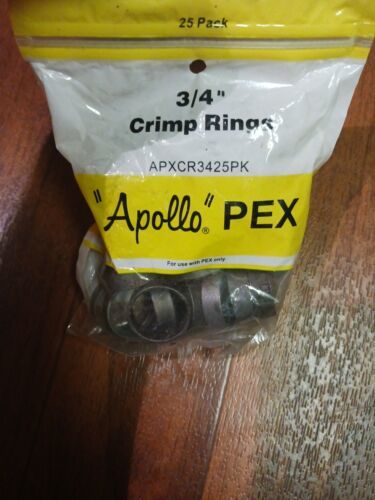 25 Pack
3/4"
Crimp Rings
APXCR3425PK
"Apollo"® PEX
For use with PEX only